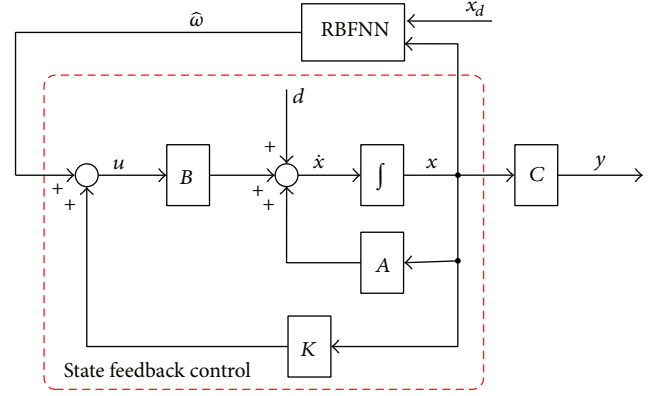 ω̂
RBFNN
x_d
d
+
u
B
ẋ
∫
x
C
y
+
+
+
+
A
K
State feedback control